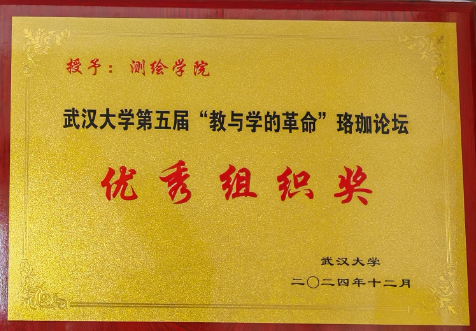 授予：测绘学院
武汉大学第五届“教与学的革命”珞珈论坛
优秀组织奖
武汉大学
二〇二四年十二月